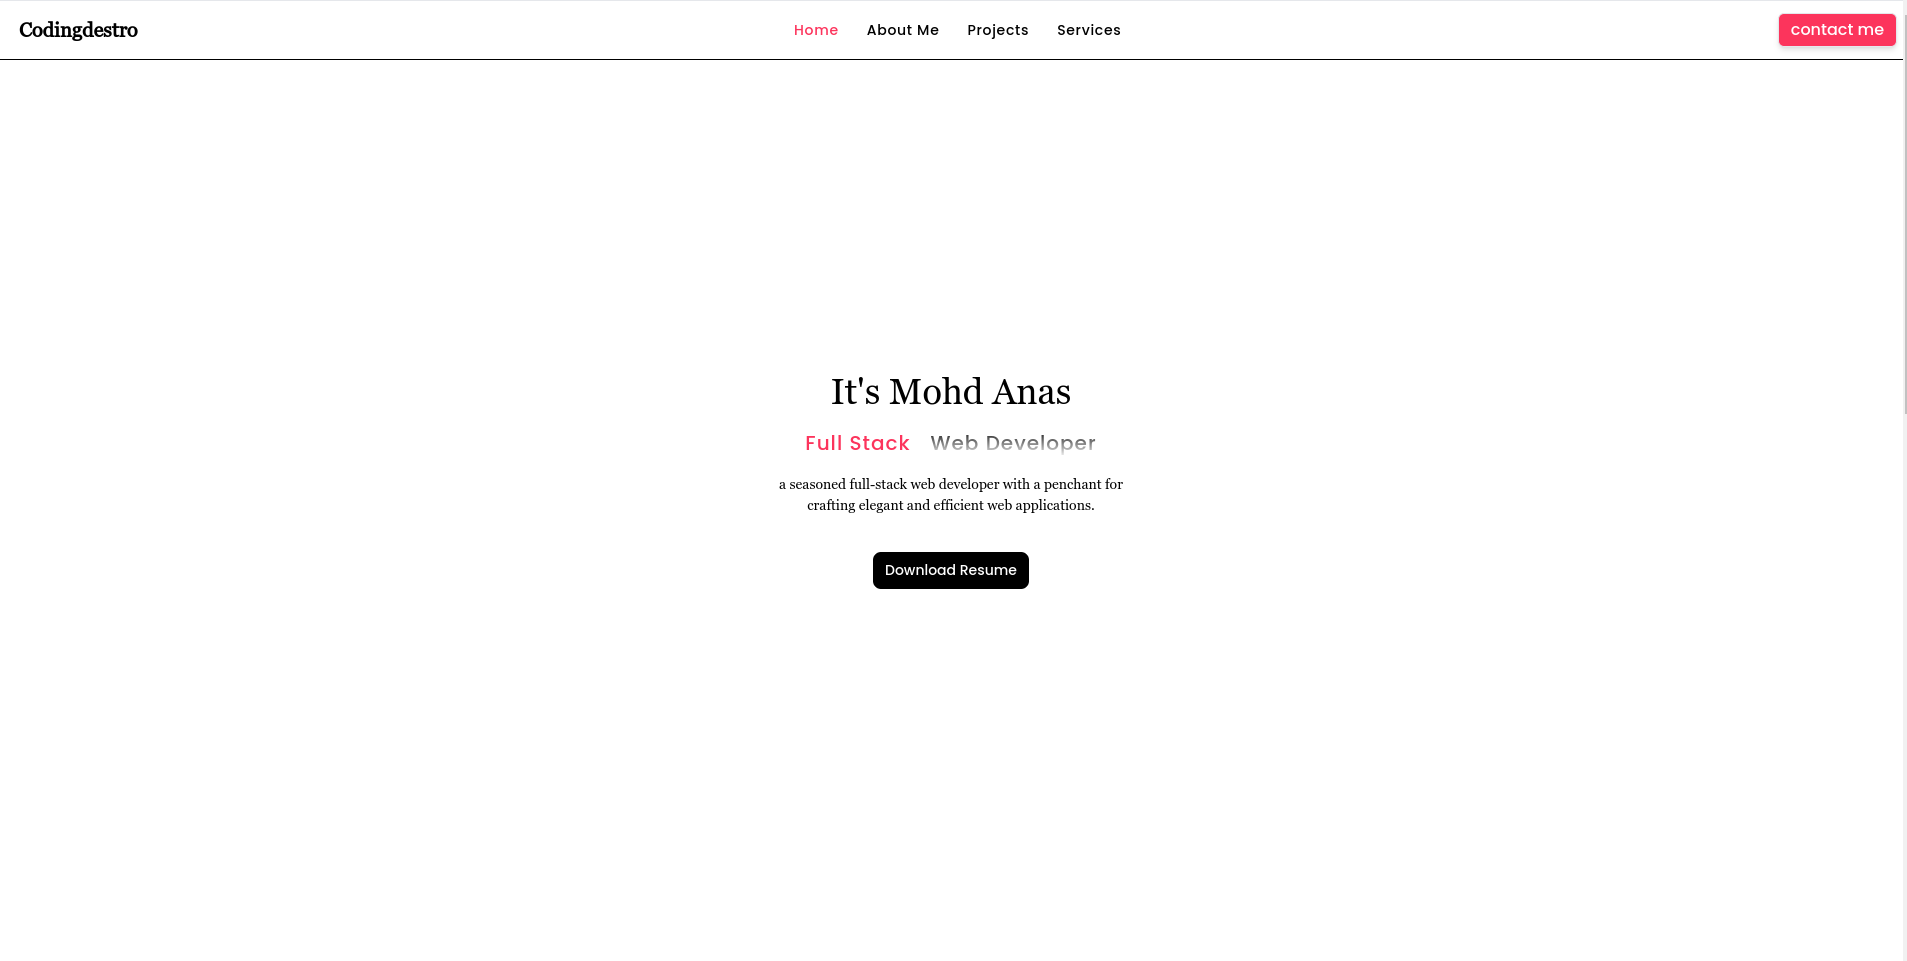 Codingdestro
Home About Me Projects Services
contact me
It's Mohd Anas
Full Stack Web Developer
a seasoned full-stack web developer with a penchant for
crafting elegant and efficient web applications.
Download Resume